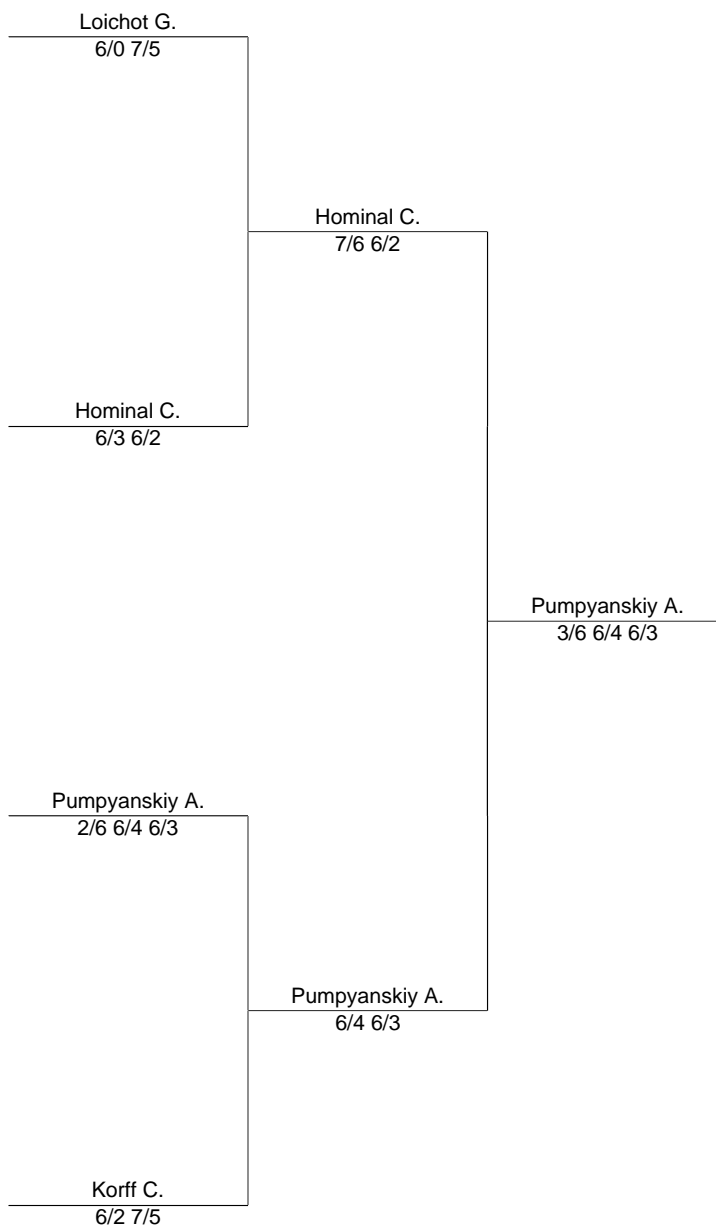 Loichot G.
6/0 7/5
Hominal C.
7/6 6/2
Hominal C.
6/3 6/2
Pumpyanskiy A.
3/6 6/4 6/3
Pumpyanskiy A.
2/6 6/4 6/3
Pumpyanskiy A.
6/4 6/3
Korff C.
6/2 7/5